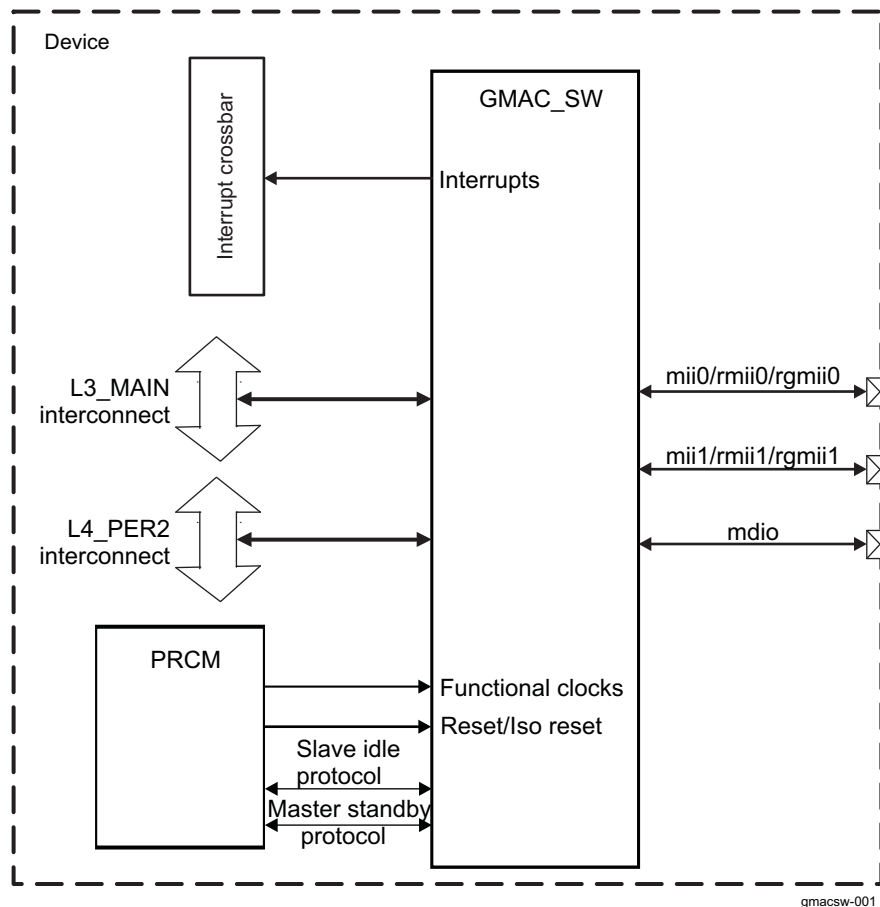 Device
GMAC_SW
Interrupt crossbar
Interrupts
L3_MAIN
interconnect
mii0/rmii0/rgmii0
mii1/rmii1/rgmii1
L4_PER2
interconnect
mdio
PRCM
Functional clocks
Reset/Iso reset
Slave idle
protocol
Master standby
protocol
gmacsw-001